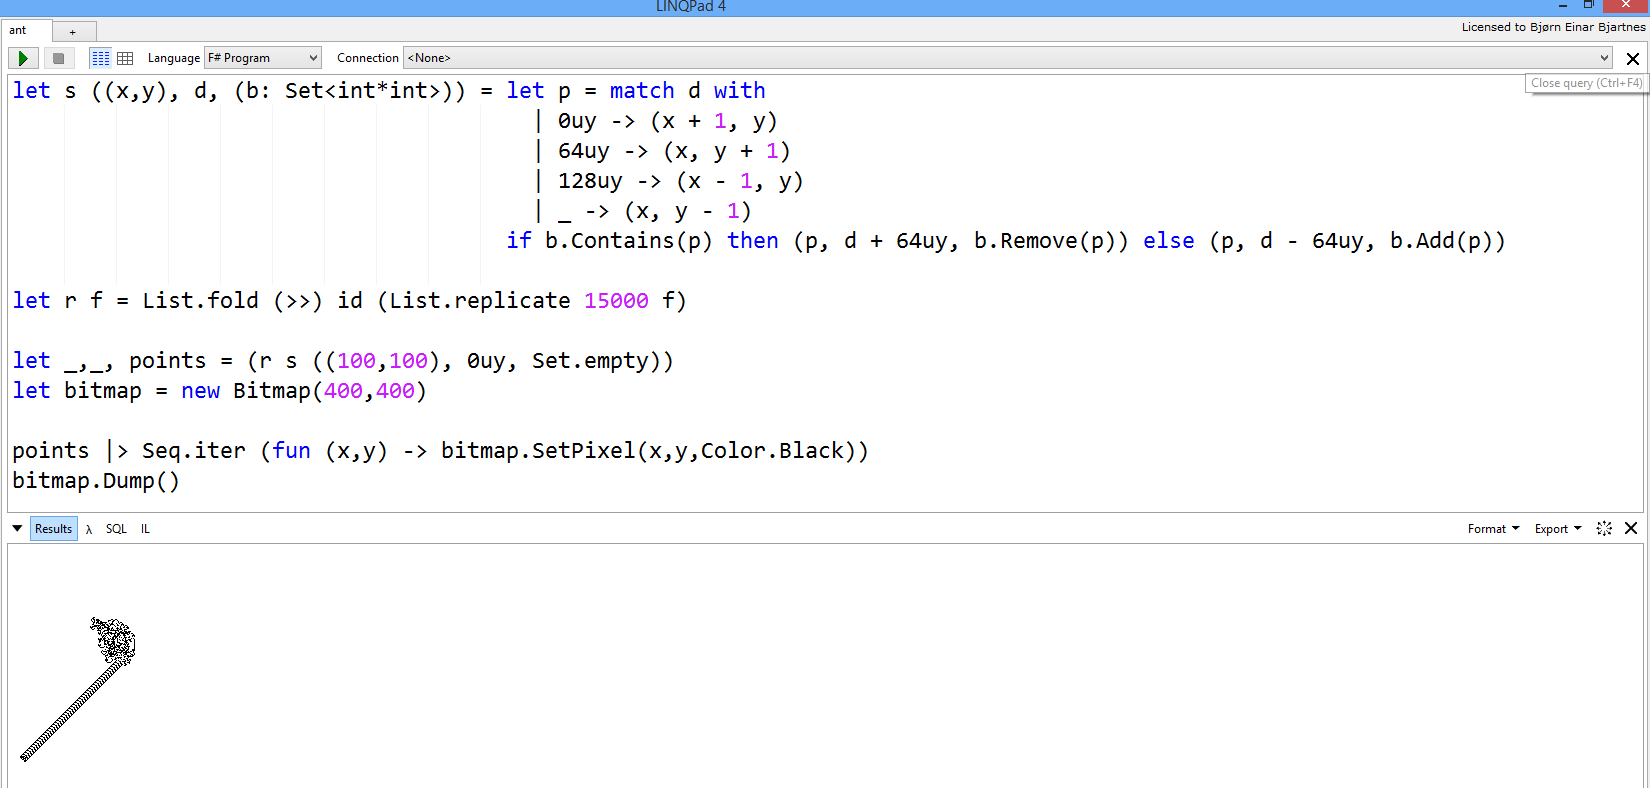 LINQPad 4
ant
+
Licensed to Bjørn Einar Bjartnes
Language F# Program Connection <None>
Close query (Ctrl+F4)
let s ((x,y), d, (b: Set<int*int>)) = let p = match d with
| 0uy -> (x + 1, y)
| 64uy -> (x, y + 1)
| 128uy -> (x - 1, y)
| _ -> (x, y - 1)
if b.Contains(p) then (p, d + 64uy, b.Remove(p)) else (p, d - 64uy, b.Add(p))
let r f = List.fold (>>) id (List.replicate 15000 f)
let _,_, points = (r s ((100,100), 0uy, Set.empty))
let bitmap = new Bitmap(400,400)
points |> Seq.iter (fun (x,y) -> bitmap.SetPixel(x,y,Color.Black))
bitmap.Dump()
Results λ SQL IL Format Export